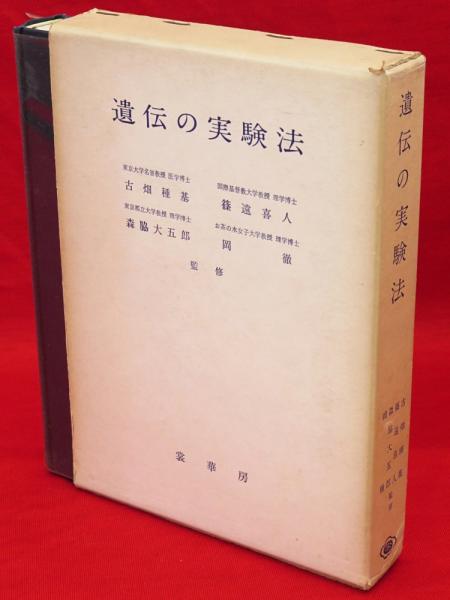 遺伝の実験法
東京大学名誉教授 医学博士
古畑種基
国際基督教大学教授 理学博士
篠遠喜人
東京都立大学教授 理学博士
森脇大五郎
お茶の水女子大学教授 理学博士
岡徹
監修
裳華房
遺伝の実験法